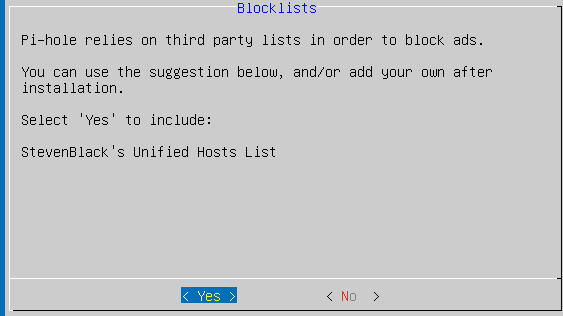 Blocklists
Pi-hole relies on third party lists in order to block ads.
You can use the suggestion below, and/or add your own after
installation.
Select 'Yes' to include:
StevenBlack's Unified Hosts List
< Yes > < No >